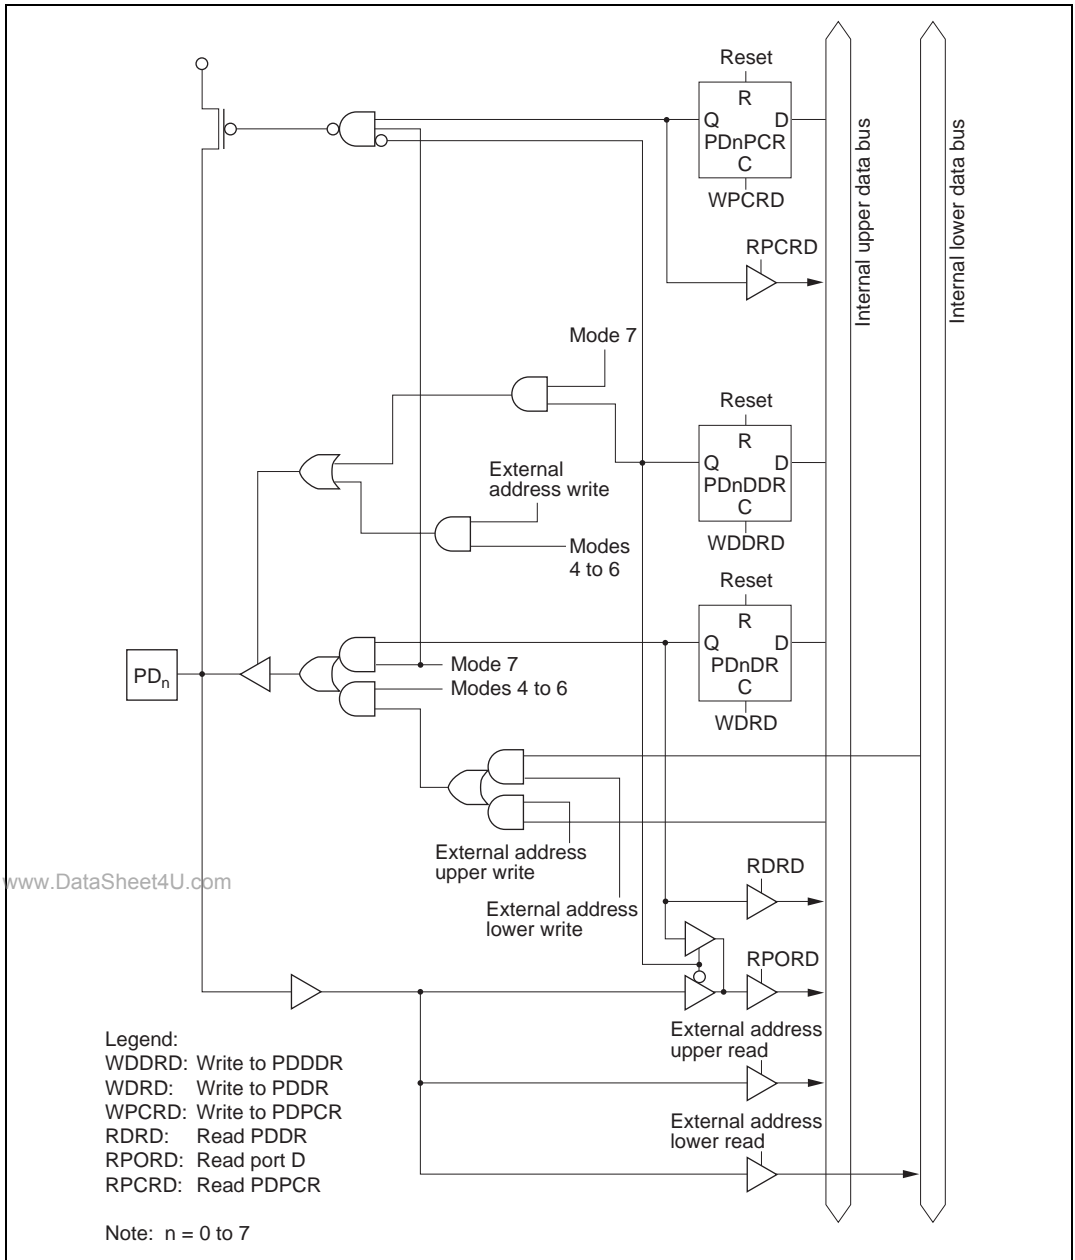 Reset
R
Q D
PDnPCR
C
WPCRD
RPCRD
Internal upper data bus
Internal lower data bus
Mode 7
Reset
R
Q D
PDnDDR
C
WDDRD
External
address write
Modes
4 to 6
Reset
R
Q D
PDnDR
C
WDRD
PDn
Mode 7
Modes 4 to 6
External address
upper write
www.DataSheet4U.com
External address
lower write
RDRD
RPORD
External address
upper read
External address
lower read
Legend:
WDDRD: Write to PDDDR
WDRD: Write to PDDR
WPCRD: Write to PDPCR
RDRD: Read PDDR
RPORD: Read port D
RPCRD: Read PDPCR
Note: n = 0 to 7